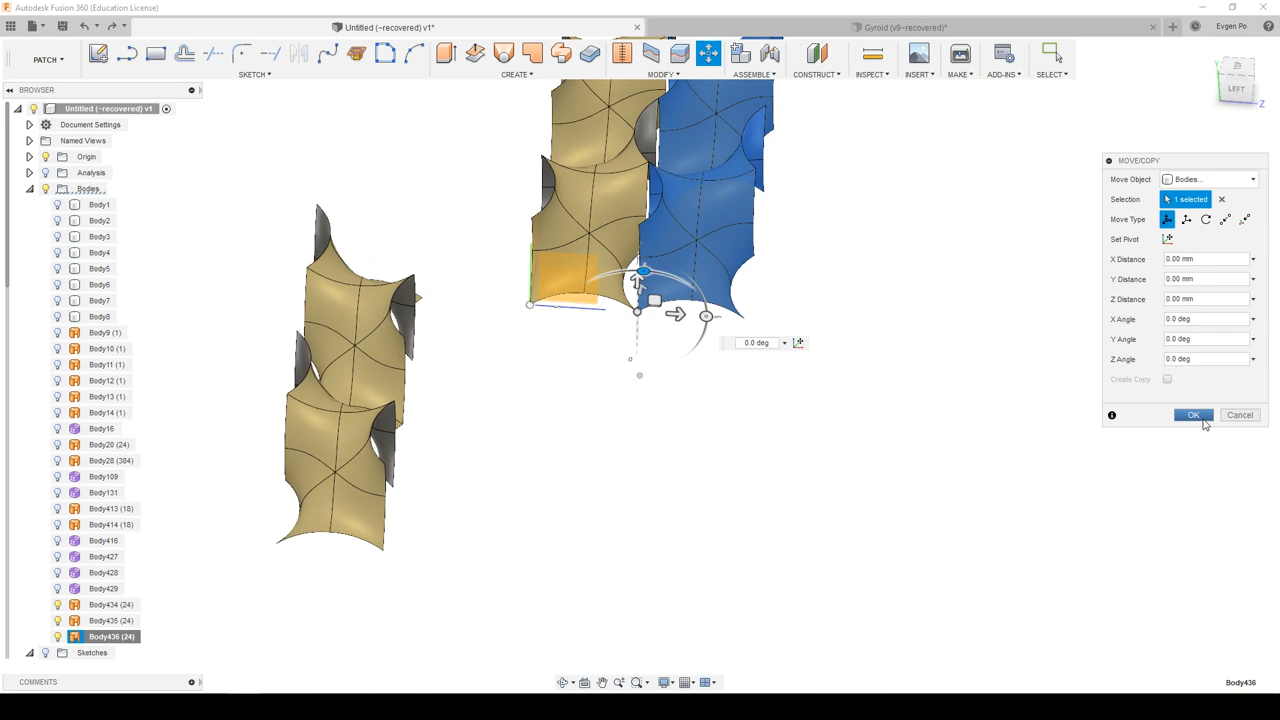 Autodesk Fusion 360 (Education License)
Untitled (~recovered) v1*
Gyroid (v9~recovered)*
Evgen Po
PATCH
SKETCH
CREATE
MODIFY
ASSEMBLE
CONSTRUCT
INSPECT
INSERT
MAKE
ADD-INS
SELECT
BROWSER
Untitled (~recovered) v1
Document Settings
Named Views
Origin
Analysis
Bodies
Body1
Body2
Body3
Body4
Body5
Body6
Body7
Body8
Body9 (1)
Body10 (1)
Body11 (1)
Body12 (1)
Body13 (1)
Body14 (1)
Body16
Body20 (24)
Body28 (384)
Body109
Body131
Body413 (18)
Body414 (18)
Body416
Body427
Body428
Body429
Body434 (24)
Body435 (24)
Body436 (24)
Sketches
COMMENTS
0.0 deg
LEFT
Y
Z
MOVE/COPY
Move Object Bodies...
Selection 1 selected
Move Type
Set Pivot
X Distance 0.00 mm
Y Distance 0.00 mm
Z Distance 0.00 mm
X Angle 0.0 deg
Y Angle 0.0 deg
Z Angle 0.0 deg
Create Copy
OK Cancel
Body436